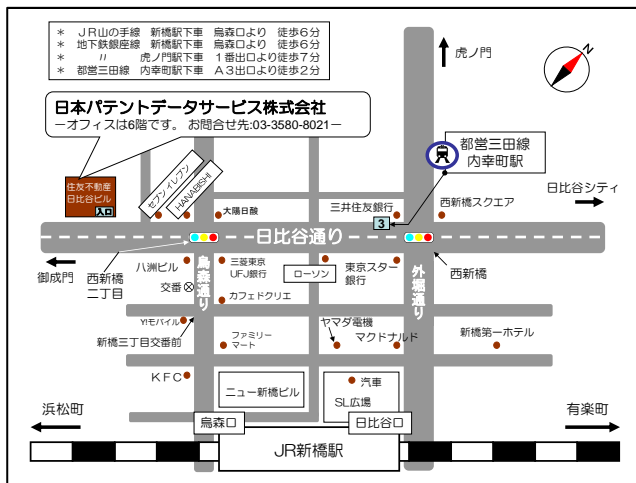 * JR山の手線 新橋駅下車 烏森口より 徒歩6分
* 地下鉄銀座線 新橋駅下車 烏森口より 徒歩6分
* 〃 虎ノ門駅下車 1番出口より徒歩7分
* 都営三田線 内幸町駅下車 A3出口より徒歩2分
虎ノ門
N
日本パテントデータサービス株式会社
−オフィスは6階です。 お問合せ先:03-3580-8021−
都営三田線
内幸町駅
住友不動産
日比谷ビル
入口
セブンイレブン
HANABISHI
大陽日酸
三井住友銀行
3
西新橋スクエア
日比谷シティ
日比谷通り
御成門
西新橋
二丁目
八洲ビル
交番
烏森通り
三菱東京
UFJ銀行
カフェドクリエ
ローソン
東京スター
銀行
外堀通り
西新橋
Y!モバイル
新橋三丁目交番前
ファミリー
マート
ヤマダ電機
マクドナルド
新橋第一ホテル
KFC
ニュー新橋ビル
汽車
SL広場
浜松町
烏森口
日比谷口
有楽町
JR新橋駅